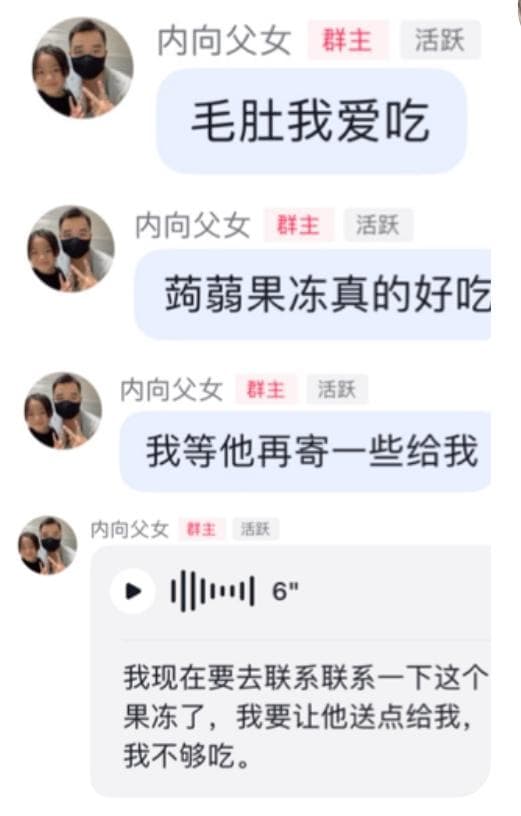 内向父女 群主 活跃
毛肚我爱吃
内向父女 群主 活跃
蒟蒻果冻真的好吃
内向父女 群主 活跃
我等他再寄一些给我
内向父女 群主 活跃
6"
我现在要去联系联系一下这个
果冻了，我要让他送点给我，
我不够吃。